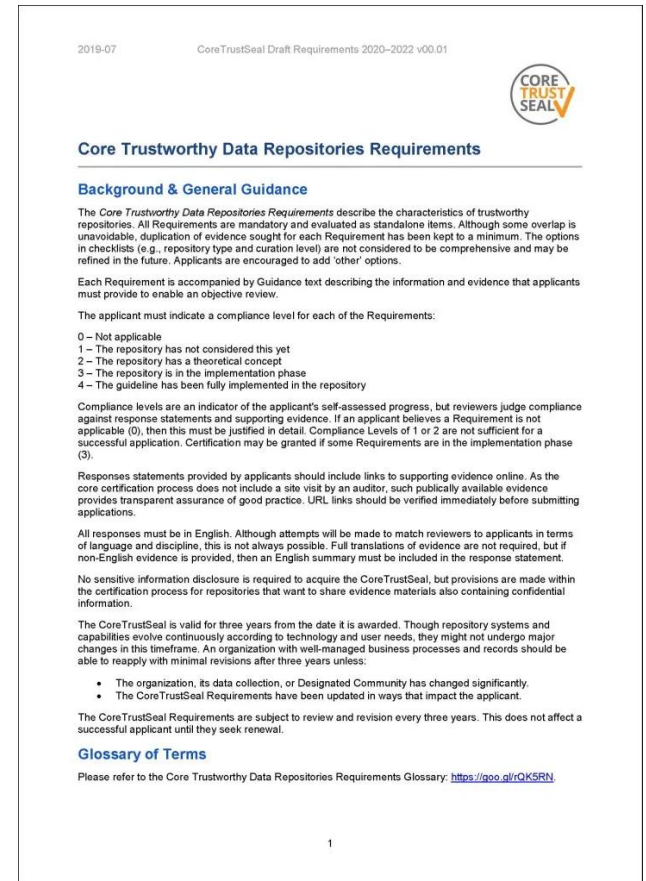 2019-07 CoreTrustSeal Draft Requirements 2020–2022 v00.01
CORE
TRUST
SEAL
Core Trustworthy Data Repositories Requirements
Background & General Guidance
The Core Trustworthy Data Repositories Requirements describe the characteristics of trustworthy
repositories. All Requirements are mandatory and evaluated as standalone items. Although some overlap is
unavoidable, duplication of evidence sought for each Requirement has been kept to a minimum. The options
in checklists (e.g., repository type and curation level) are not considered to be comprehensive and may be
refined in the future. Applicants are encouraged to add 'other' options.
Each Requirement is accompanied by Guidance text describing the information and evidence that applicants
must provide to enable an objective review.
The applicant must indicate a compliance level for each of the Requirements:
0 – Not applicable
1 – The repository has not considered this yet
2 – The repository has a theoretical concept
3 – The repository is in the implementation phase
4 – The guideline has been fully implemented in the repository
Compliance levels are an indicator of the applicant's self-assessed progress, but reviewers judge compliance
against response statements and supporting evidence. If an applicant believes a Requirement is not
applicable (0), then this must be justified in detail. Compliance Levels of 1 or 2 are not sufficient for a
successful application. Certification may be granted if some Requirements are in the implementation phase
(3).
Responses statements provided by applicants should include links to supporting evidence online. As the
core certification process does not include a site visit by an auditor, such publically available evidence
provides transparent assurance of good practice. URL links should be verified immediately before submitting
applications.
All responses must be in English. Although attempts will be made to match reviewers to applicants in terms
of language and discipline, this is not always possible. Full translations of evidence are not required, but if
non-English evidence is provided, then an English summary must be included in the response statement.
No sensitive information disclosure is required to acquire the CoreTrustSeal, but provisions are made within
the certification process for repositories that want to share evidence materials also containing confidential
information.
The CoreTrustSeal is valid for three years from the date it is awarded. Though repository systems and
capabilities evolve continuously according to technology and user needs, they might not undergo major
changes in this timeframe. An organization with well-managed business processes and records should be
able to reapply with minimal revisions after three years unless:
• The organization, its data collection, or Designated Community has changed significantly.
• The CoreTrustSeal Requirements have been updated in ways that impact the applicant.
The CoreTrustSeal Requirements are subject to review and revision every three years. This does not affect a
successful applicant until they seek renewal.
Glossary of Terms
Please refer to the Core Trustworthy Data Repositories Requirements Glossary: https://goo.gl/rQK5RN.
1